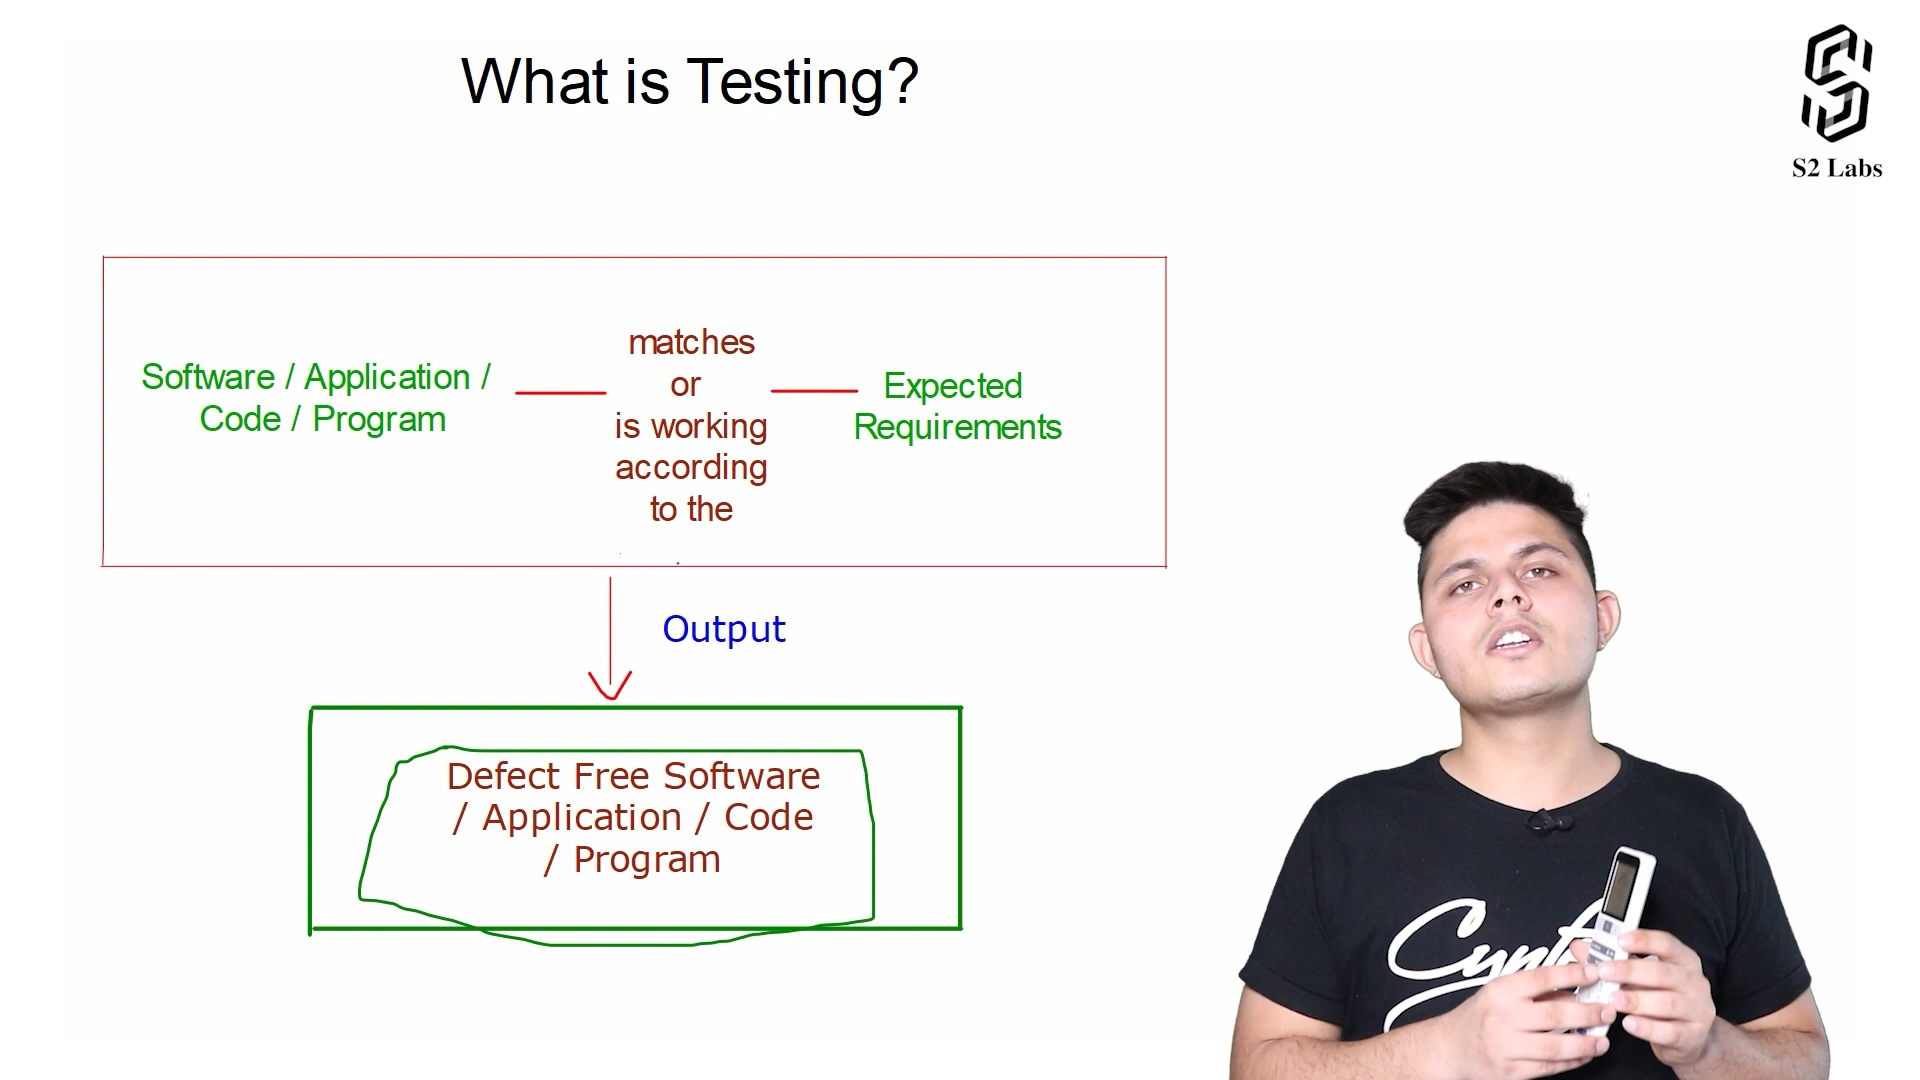 What is Testing?
S2 Labs
Software / Application /
Code / Program
matches
or
is working
according
to the
Expected
Requirements
Output
Defect Free Software
/ Application / Code
/ Program